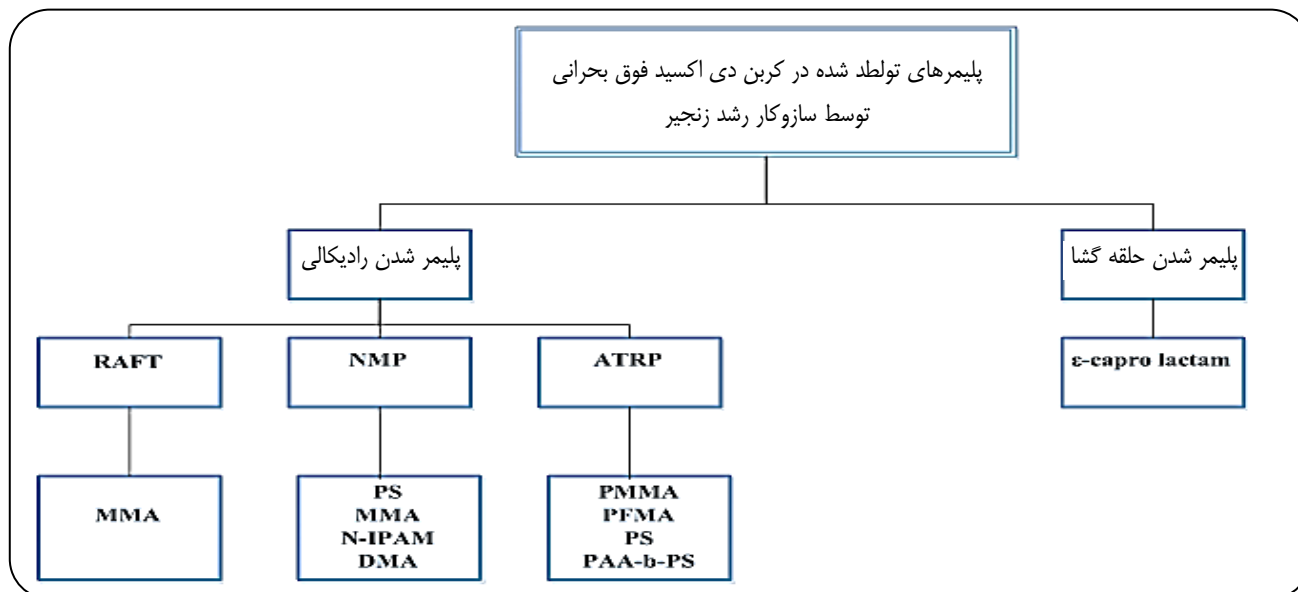 پلیمرهای تولطد شده در کربن دی اکسید فوق بحرانی
توسط سازوکار رشد زنجیر
پلیمر شدن رادیکالی
پلیمر شدن حلقه گشا
RAFT
NMP
ATRP
ε-capro lactam
MMA
PS
MMA
N-IPAM
DMA
PMMA
PFMA
PS
PAA-b-PS